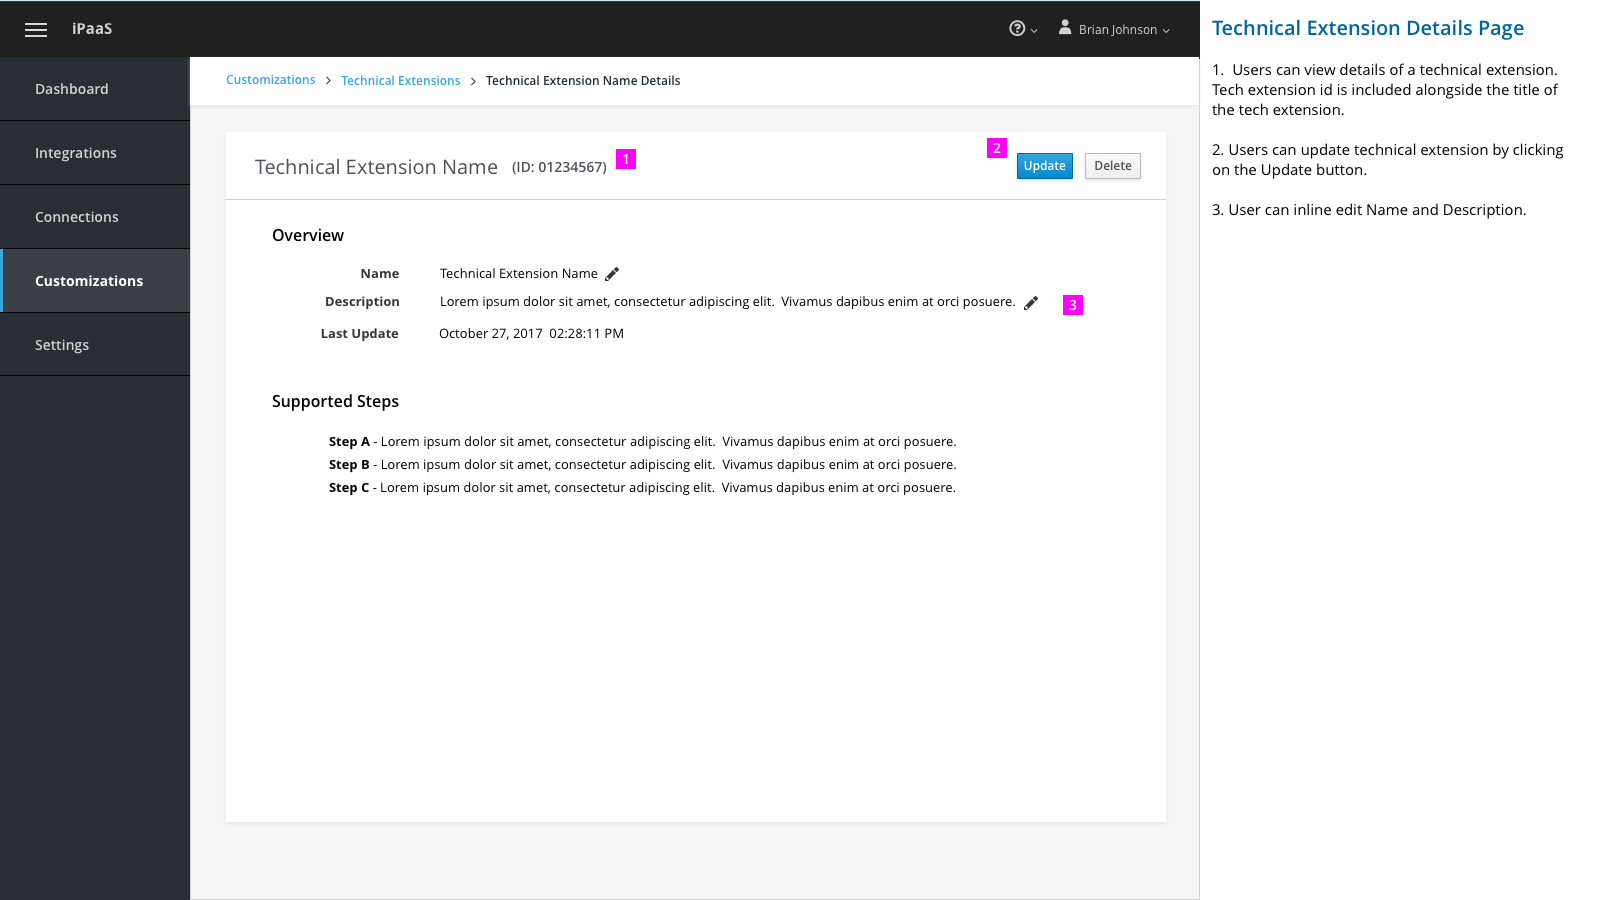 iPaaS
Brian Johnson
Dashboard
Integrations
Connections
Customizations
Settings
Customizations > Technical Extensions > Technical Extension Name Details
Technical Extension Name (ID: 01234567) 1
2
Update Delete
Overview
Name Technical Extension Name
Description Lorem ipsum dolor sit amet, consectetur adipiscing elit. Vivamus dapibus enim at orci posuere. 3
Last Update October 27, 2017 02:28:11 PM
Supported Steps
Step A - Lorem ipsum dolor sit amet, consectetur adipiscing elit. Vivamus dapibus enim at orci posuere.
Step B - Lorem ipsum dolor sit amet, consectetur adipiscing elit. Vivamus dapibus enim at orci posuere.
Step C - Lorem ipsum dolor sit amet, consectetur adipiscing elit. Vivamus dapibus enim at orci posuere.
Technical Extension Details Page
1. Users can view details of a technical extension.
Tech extension id is included alongside the title of
the tech extension.
2. Users can update technical extension by clicking
on the Update button.
3. User can inline edit Name and Description.